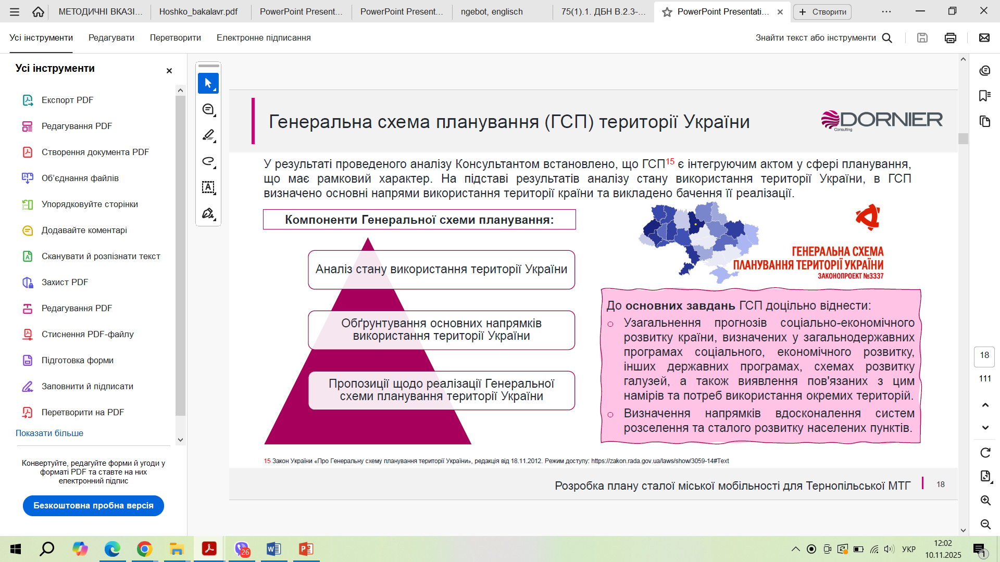 МЕТОДИЧНІ ВКАЗІ...
Hoshko_bakalavr.pdf
PowerPoint Present...
PowerPoint Present...
ngebot, englisch
75(1).1. ДБН В.2.3-...
PowerPoint Presentati...
Створити
Усі інструменти
Редагувати
Перетворити
Електронне підписання
Знайти текст або інструменти
Усі інструменти
Експорт PDF
Редагування PDF
Створення документа PDF
Об’єднання файлів
Упорядковуйте сторінки
Додавайте коментарі
Сканувати й розпізнати текст
Захист PDF
Редагування PDF
Стиснення PDF-файлу
Підготовка форми
Заповнити й підписати
Перетворити на PDF
Показати більше
Конвертуйте, редагуйте форми й угоди у
форматі PDF та ставте на них
електронний підпис
Безкоштовна пробна версія
Генеральна схема планування (ГСП) території України
DORNIER
Consulting
У результаті проведеного аналізу Консультантом встановлено, що ГСП15 є інтегруючим актом у сфері планування,
що має рамковий характер. На підставі результатів аналізу стану використання території України, в ГСП
визначено основні напрями використання території країни та викладено бачення її реалізації.
Компоненти Генеральної схеми планування:
Аналіз стану використання території України
Обґрунтування основних напрямків
використання території України
Пропозиції щодо реалізації Генеральної
схеми планування території України
ГЕНЕРАЛЬНА СХЕМА
ПЛАНУВАННЯ ТЕРИТОРІЇ УКРАЇНИ
ЗАКОНОПРОЕКТ №3337
До основних завдань ГСП доцільно віднести:
o Узагальнення прогнозів соціально-економічного
розвитку країни, визначених у загальнодержавних
програмах соціального, економічного розвитку,
інших державних програмах, схемах розвитку
галузей, а також виявлення пов'язаних з цим
намірів та потреб використання окремих територій.
o Визначення напрямків вдосконалення систем
розселення та сталого розвитку населених пунктів.
15 Закон України «Про Генеральну схему планування території України», редакція від 18.11.2012. Режим доступу: https://zakon.rada.gov.ua/laws/show/3059-14#Text
Розробка плану сталої міської мобільності для Тернопільської МТГ
18
18
111
26
УКР
12:02
10.11.2025
1